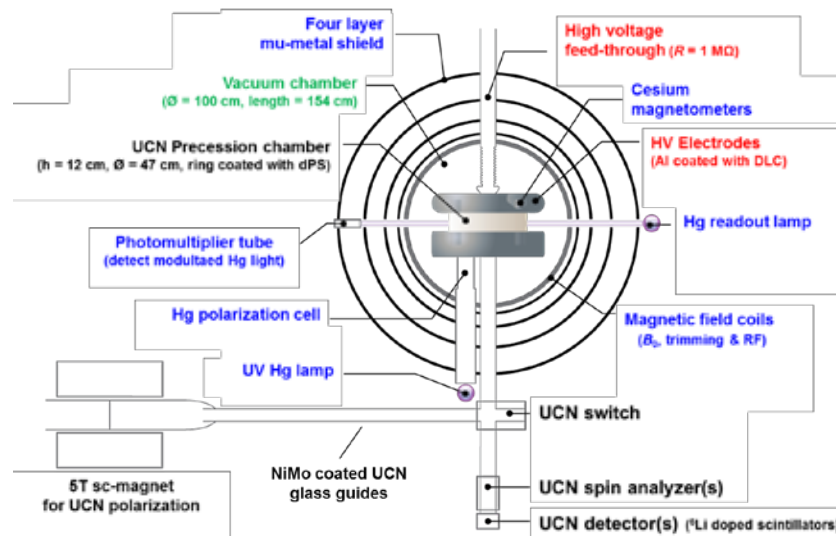 Four layer
mu-metal shield
High voltage
feed-through (R = 1 MΩ)
Vacuum chamber
(Ø = 100 cm, length = 154 cm)
Cesium
magnetometers
UCN Precession chamber
(h = 12 cm, Ø = 47 cm, ring coated with dPS)
HV Electrodes
(Al coated with DLC)
Photomultiplier tube
(detect modultaed Hg light)
Hg readout lamp
Hg polarization cell
Magnetic field coils
(B₀, trimming & RF)
UV Hg lamp
UCN switch
NiMo coated UCN
glass guides
5T sc-magnet
for UCN polarization
UCN spin analyzer(s)
UCN detector(s) (⁶Li doped scintillators)